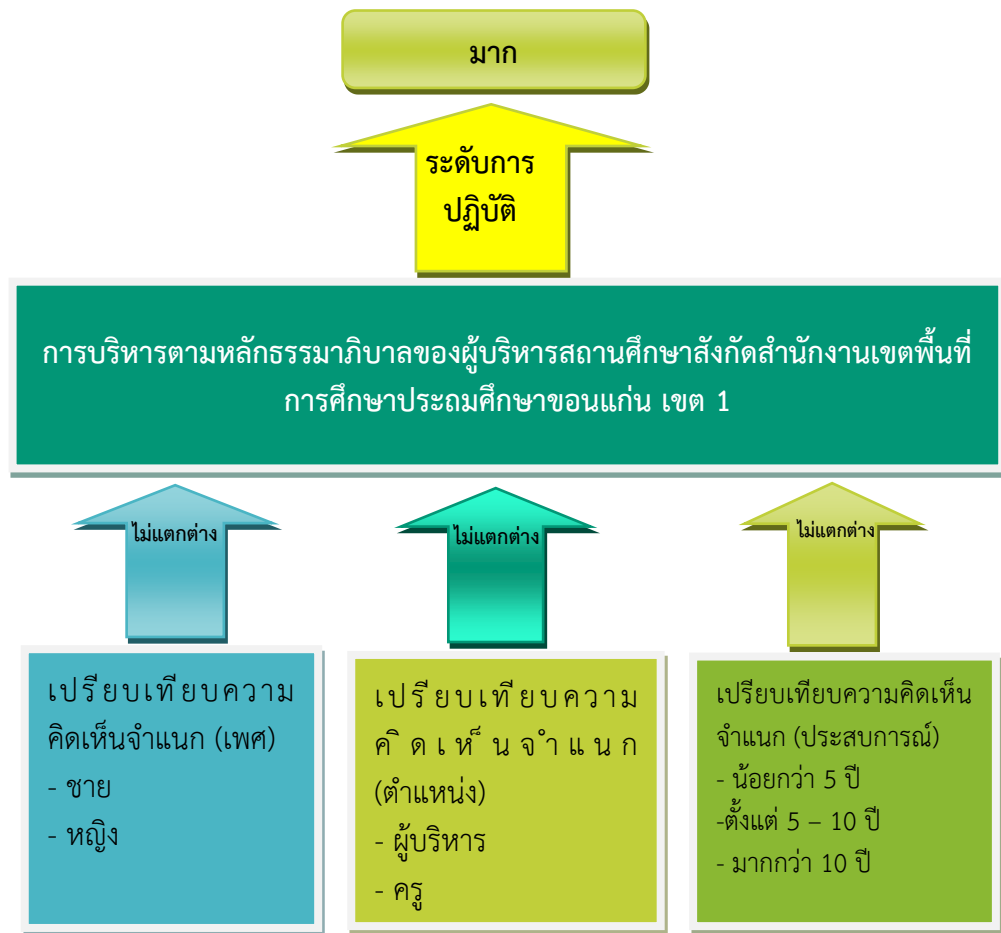 มาก
ระดับการ
ปฏิบัติ
การบริหารตามหลักธรรมาภิบาลของผู้บริหารสถานศึกษาสังกัดสำนักงานเขตพื้นที่
การศึกษาประถมศึกษาขอนแก่น เขต 1
ไม่แตกต่าง
ไม่แตกต่าง
ไม่แตกต่าง
เปรียบเทียบความ
คิดเห็นจำแนก (เพศ)
- ชาย
- หญิง
เปรียบเทียบความ
คิดเห็นจำแนก
(ตำแหน่ง)
- ผู้บริหาร
- ครู
เปรียบเทียบความคิดเห็น
จำแนก (ประสบการณ์)
- น้อยกว่า 5 ปี
-ตั้งแต่ 5 – 10 ปี
- มากกว่า 10 ปี